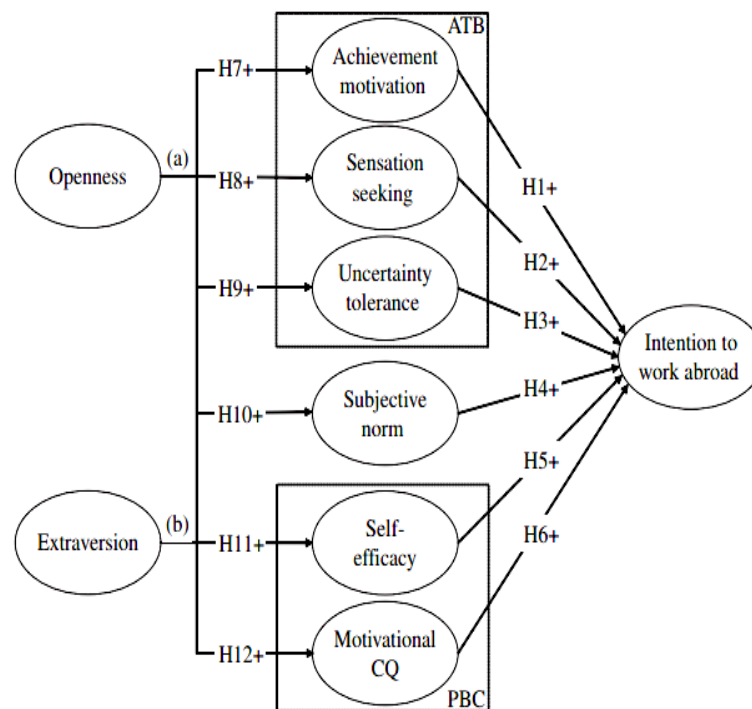 ATB
Achievement
motivation
H7+
(a)
Openness
H8+
Sensation
seeking
H1+
H2+
H9+
Uncertainty
tolerance
H3+
Intention to
work abroad
H10+
Subjective
norm
H4+
H5+
(b)
Extraversion
H11+
Self-
efficacy
H6+
H12+
Motivational
CQ
PBC